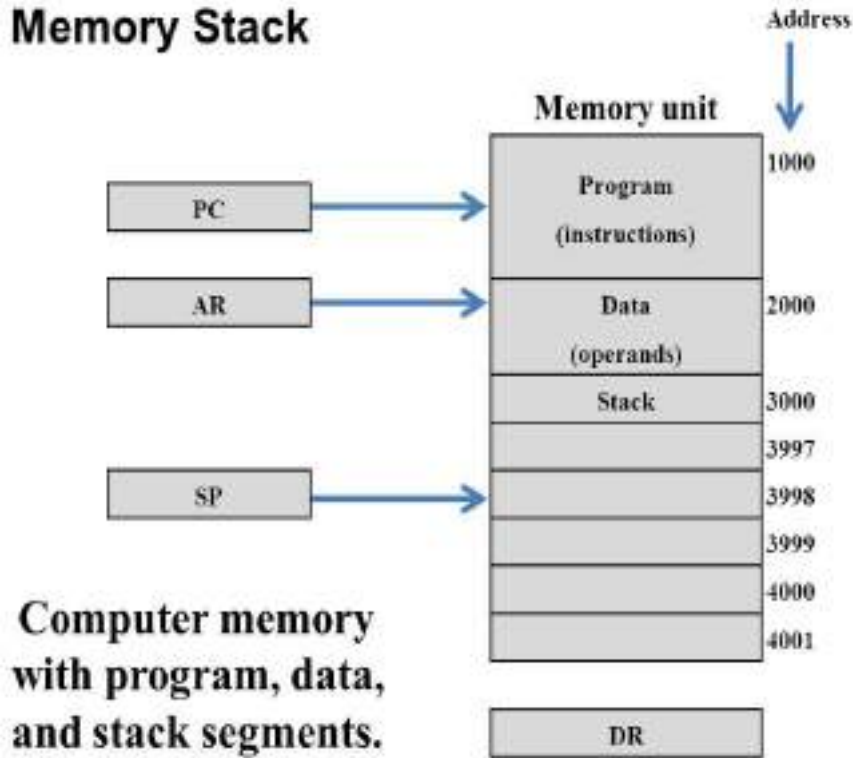 Memory Stack
Address
Memory unit
1000
PC
Program
(instructions)
AR
Data
2000
(operands)
Stack
3000
3997
SP
3998
3999
4000
4001
Computer memory
with program, data,
and stack segments.
DR